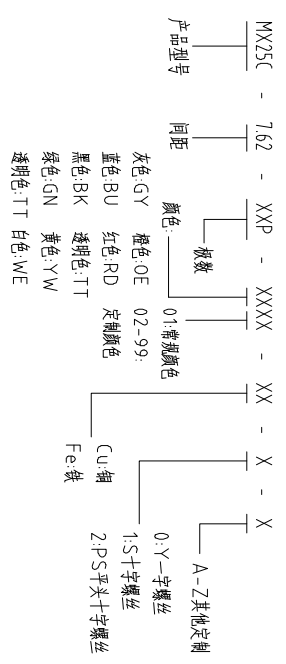 MX25C - 7.62 - XXP - XXXX - XX - X - X
产品型号
间距
极数
颜色:
灰色:GY 橙色:OE
蓝色:BU 红色:RD
黑色:BK 透明色:TT
绿色:GN 黄色:YW
透明色:TT 白色:WE
01:常规颜色
02-99:
定制颜色
Cu:铜
Fe:铁
0:Y一字螺丝
1:S十字螺丝
2:PS平头十字螺丝
A-Z其他定制